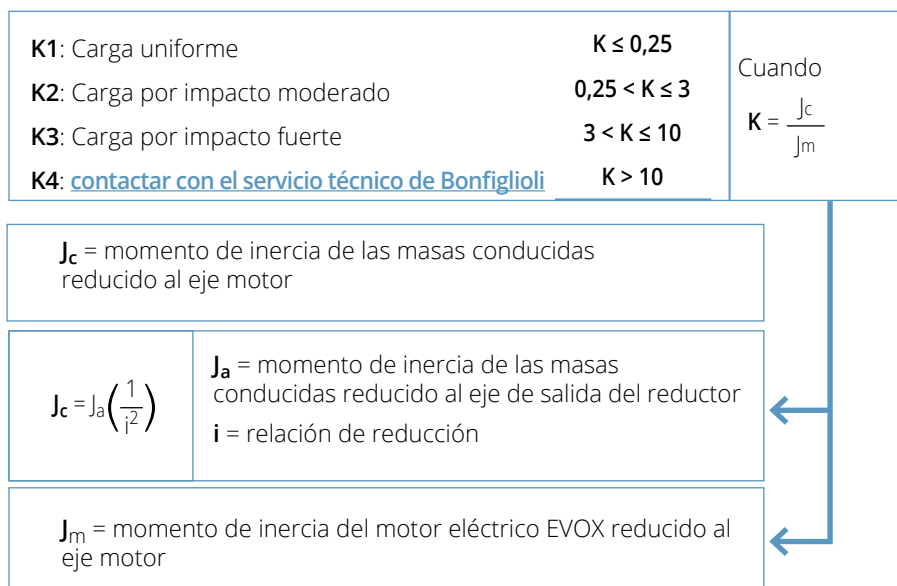 K1: Carga uniforme K ≤ 0,25
K2: Carga por impacto moderado 0,25 < K ≤ 3
K3: Carga por impacto fuerte 3 < K ≤ 10
K4: contactar con el servicio técnico de Bonfiglioli K > 10
Cuando
K = Jc / Jm
Jc = momento de inercia de las masas conducidas
reducido al eje motor
Jc = Ja(1/i²)
Ja = momento de inercia de las masas
conducidas reducido al eje de salida del reductor
i = relación de reducción
Jm = momento de inercia del motor eléctrico EVOX reducido al
eje motor